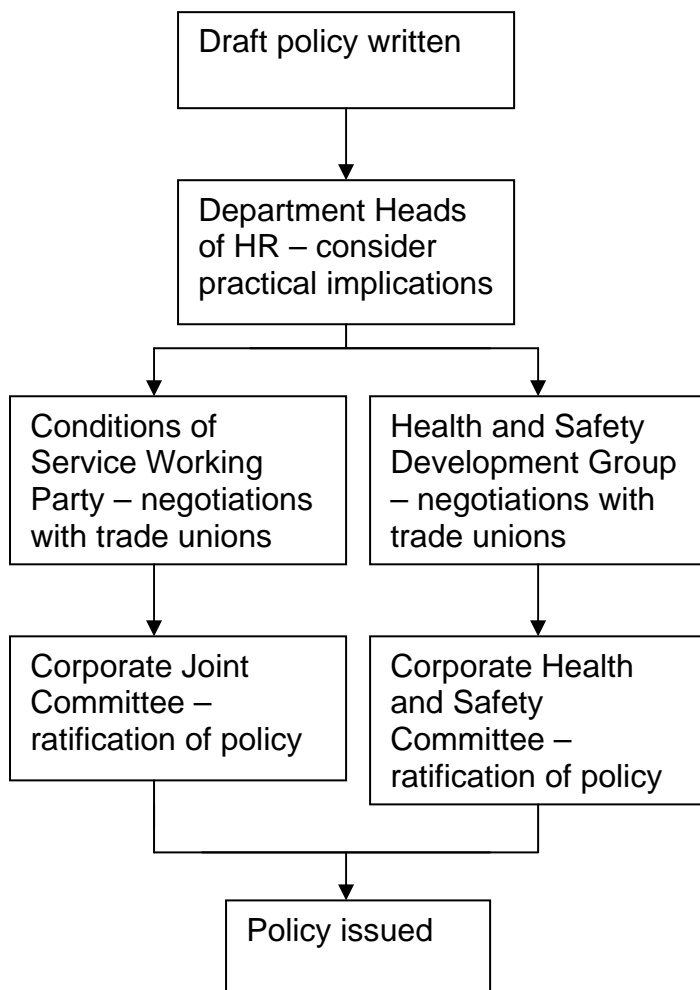 Draft policy written
Department Heads
of HR – consider
practical implications
Conditions of
Service Working
Party – negotiations
with trade unions
Health and Safety
Development Group
– negotiations with
trade unions
Corporate Joint
Committee –
ratification of policy
Corporate Health
and Safety
Committee –
ratification of policy
Policy issued